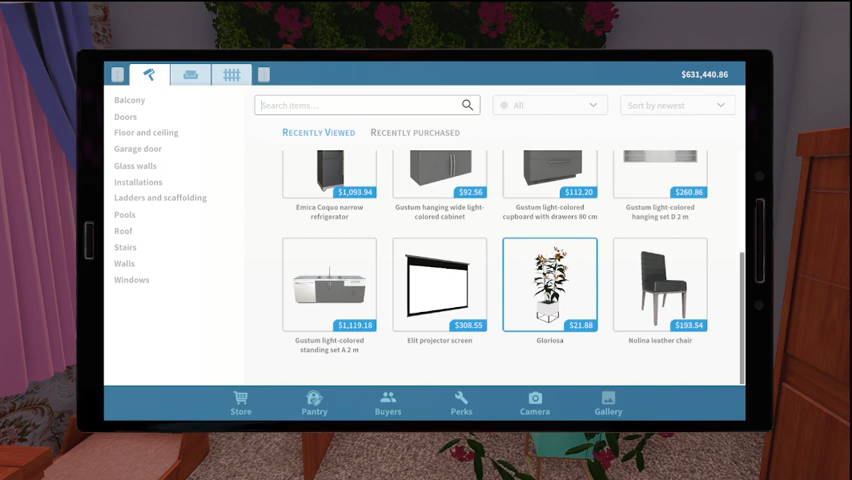 $631,440.86
Search items...
All
Sort by newest
Balcony
Doors
Floor and ceiling
Garage door
Glass walls
Installations
Ladders and scaffolding
Pools
Roof
Stairs
Walls
Windows
RECENTLY VIEWED
RECENTLY PURCHASED
$1,093.94
$92.56
$112.20
$260.86
Emica Coquo narrow
refrigerator
Gustum hanging wide light-
colored cabinet
Gustum light-colored
cupboard with drawers 80 cm
Gustum light-colored
hanging set D 2 m
$1,119.18
$308.55
$21.88
$193.54
Gustum light-colored
standing set A 2 m
Elit projector screen
Gloriosa
Nolina leather chair
Store
Pantry
Buyers
Perks
Camera
Gallery